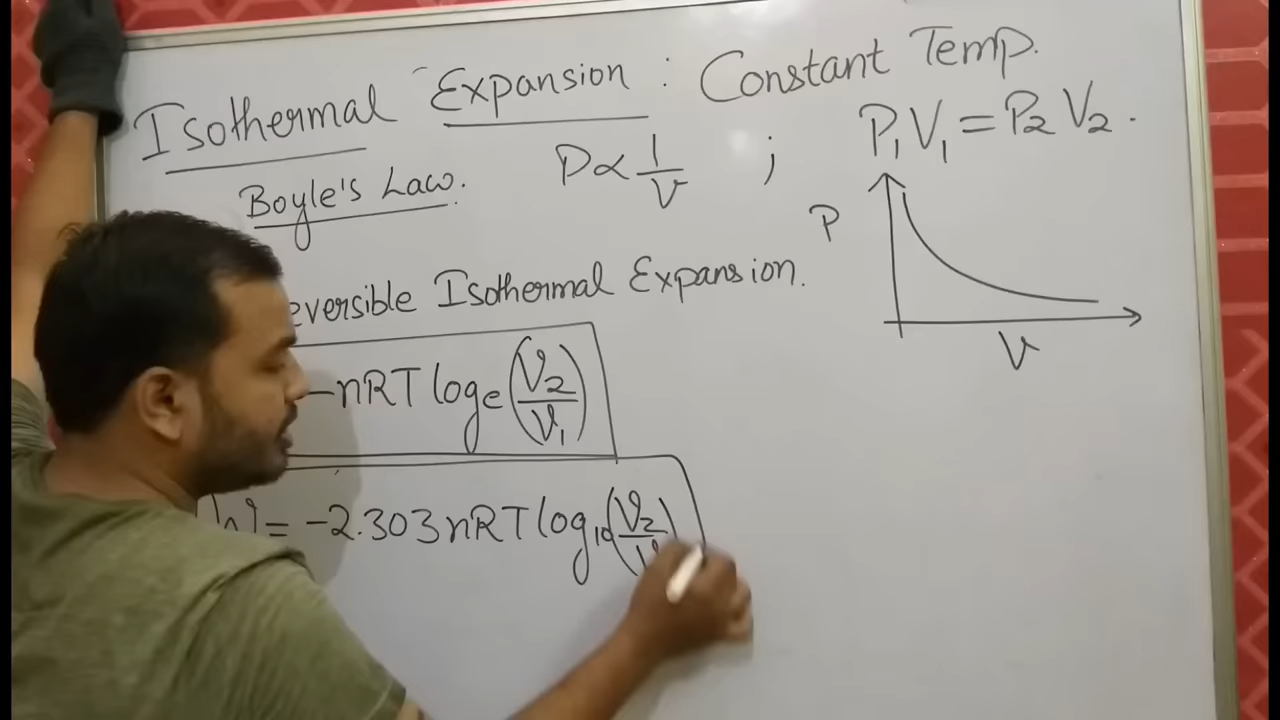 Isothermal Expansion : Constant Temp.
Boyle's Law. P ∝ 1/V ; P₁V₁ = P₂V₂.
eversible Isothermal Expansion.
P
V
-nRT logₑ(V₂/V₁)
W = -2.303 nRT log₁₀(V₂/V